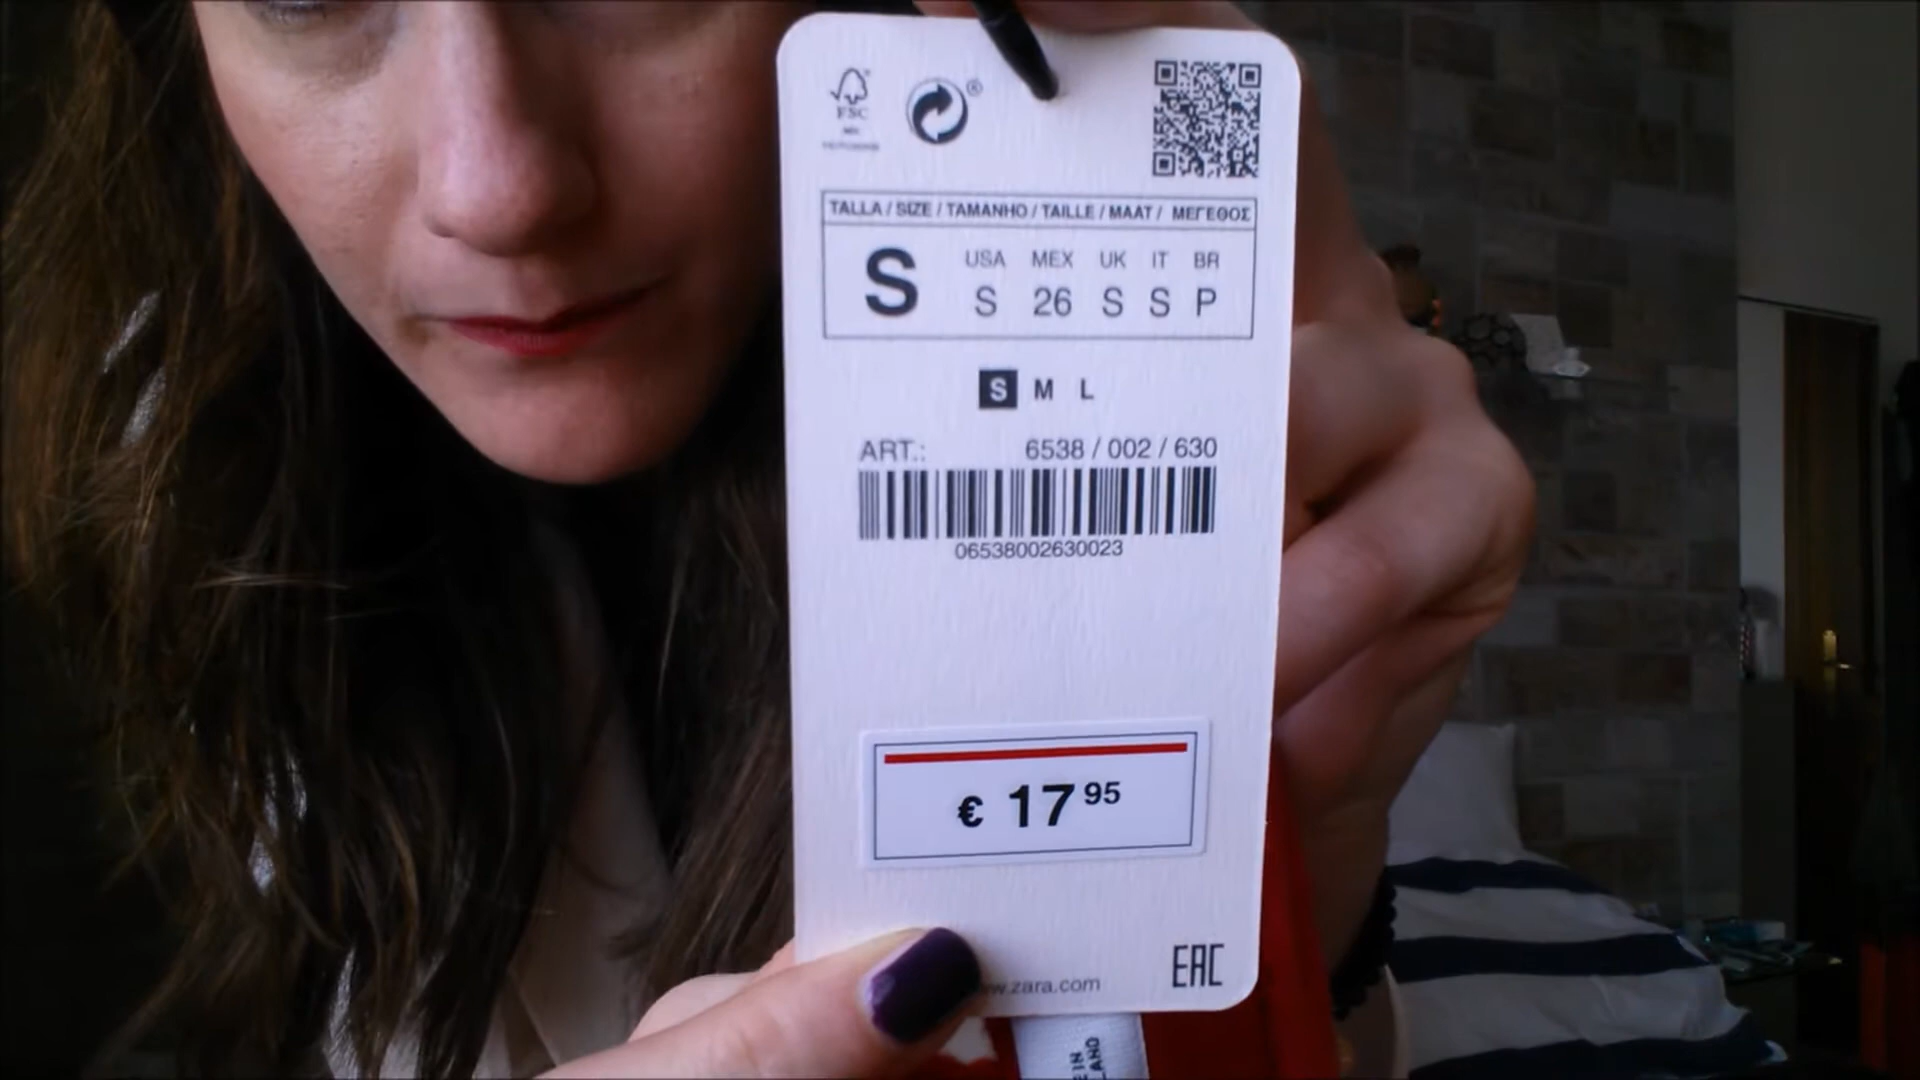 FSC
®
TALLA / SIZE / TAMANHO / TAILLE / MAAT / ΜΕΓΕΘΟΣ
S
USA MEX UK IT BR
S 26 S S P
S M L
ART.: 6538 / 002 / 630
06538002630023
€ 17 95
.zara.com
EAC